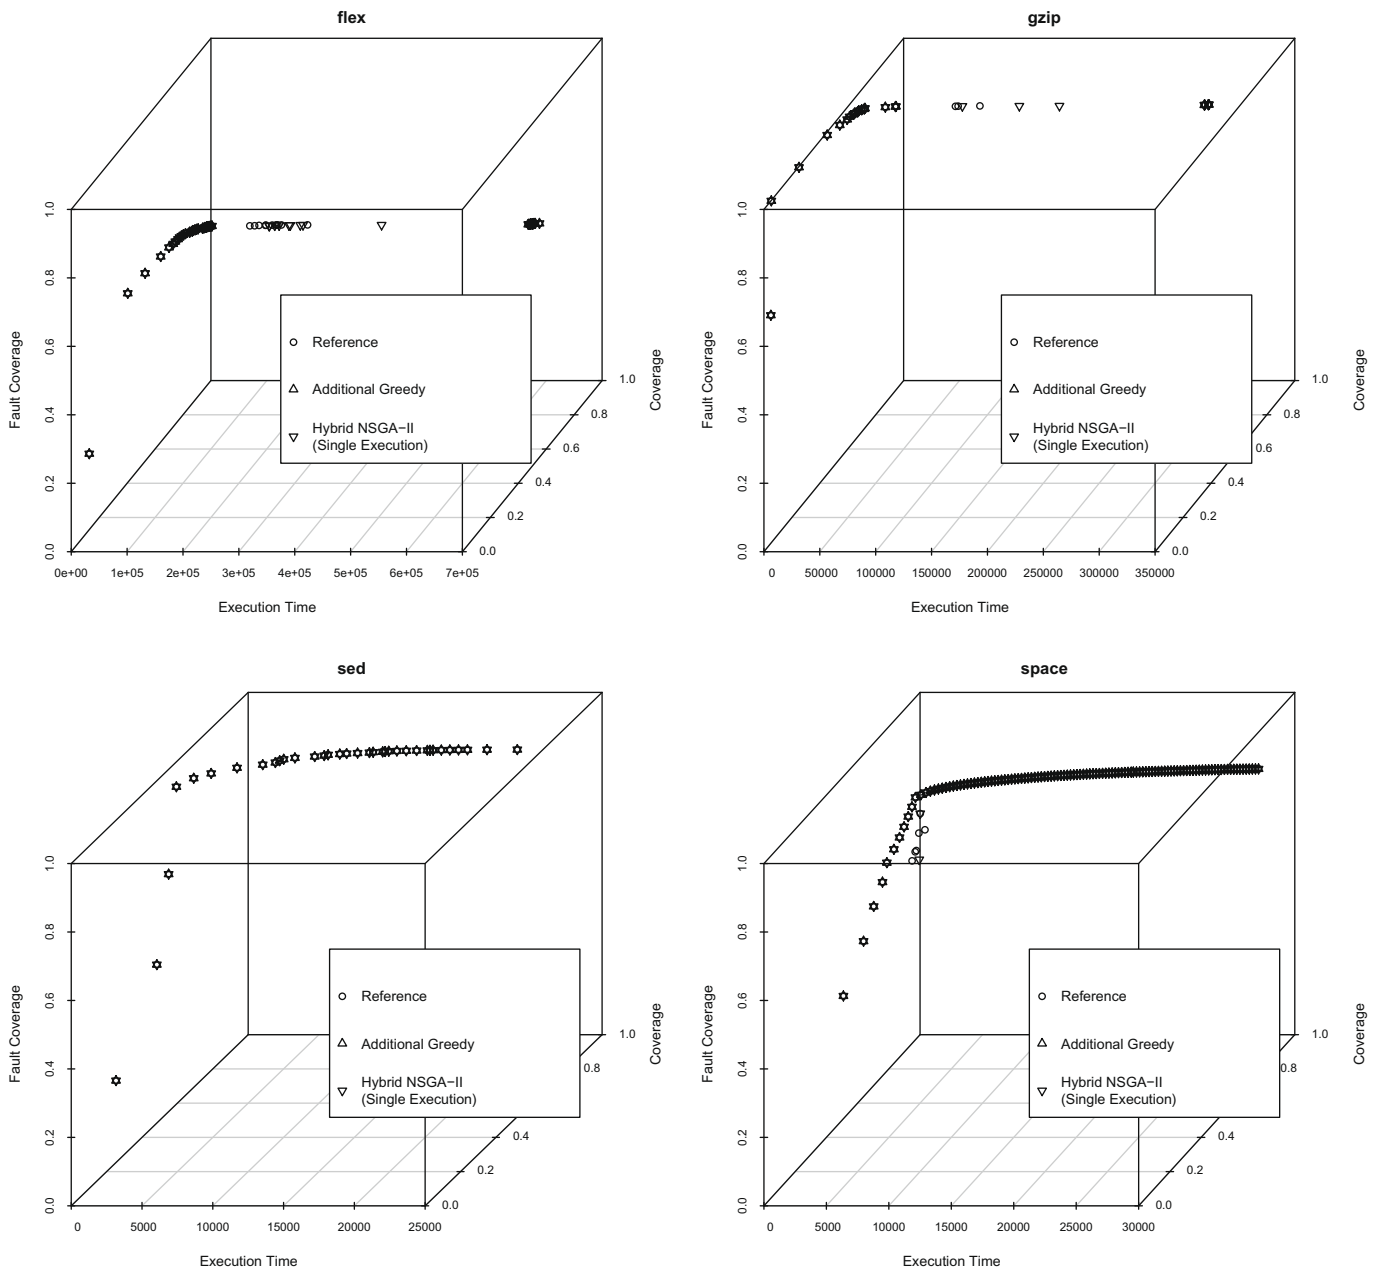 flex
Fault Coverage
1.0
0.8
0.6
0.4
0.2
0.0
0e+00 1e+05 2e+05 3e+05 4e+05 5e+05 6e+05 7e+05
Execution Time
1.0
0.8
0.6
0.4
0.2
0.0
Coverage
Reference
Additional Greedy
Hybrid NSGA−II
(Single Execution)
gzip
Fault Coverage
1.0
0.8
0.6
0.4
0.2
0.0
0 50000 100000 150000 200000 250000 300000 350000
Execution Time
1.0
0.8
0.6
0.4
0.2
0.0
Coverage
Reference
Additional Greedy
Hybrid NSGA−II
(Single Execution)
sed
Fault Coverage
1.0
0.8
0.6
0.4
0.2
0.0
0 5000 10000 15000 20000 25000
Execution Time
1.0
0.8
0.4
0.2
0.0
Coverage
Reference
Additional Greedy
Hybrid NSGA−II
(Single Execution)
space
Fault Coverage
1.0
0.8
0.6
0.4
0.2
0.0
0 5000 10000 15000 20000 25000 30000
Execution Time
1.0
0.8
0.4
0.2
0.0
Coverage
Reference
Additional Greedy
Hybrid NSGA−II
(Single Execution)